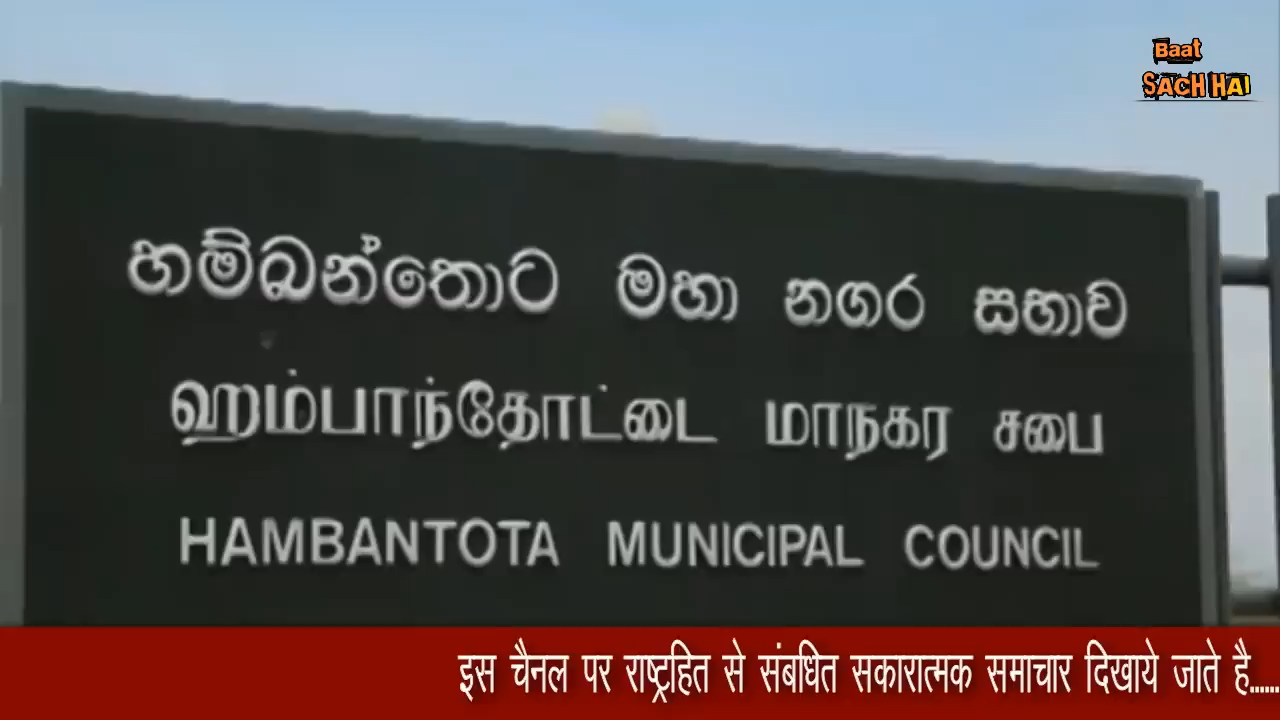 Baat
SACH HAI
හම්බන්තොට මහා නගර සභාව
ஹம்பாந்தோட்டை மாநகர சபை
HAMBANTOTA MUNICIPAL COUNCIL
इस चैनल पर राष्ट्रहित से संबधित सकारात्मक समाचार दिखाये जाते है......